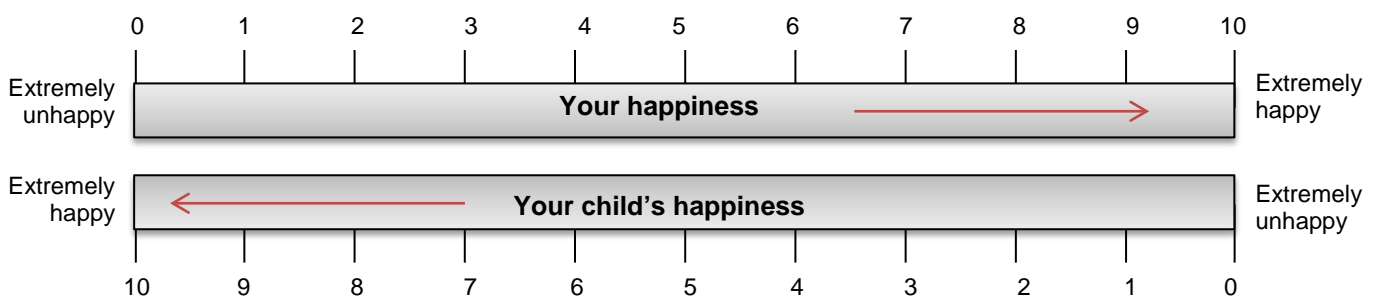 0 1 2 3 4 5 6 7 8 9 10
Extremely
unhappy
Your happiness
Extremely
happy
Extremely
happy
Your child's happiness
Extremely
unhappy
10 9 8 7 6 5 4 3 2 1 0